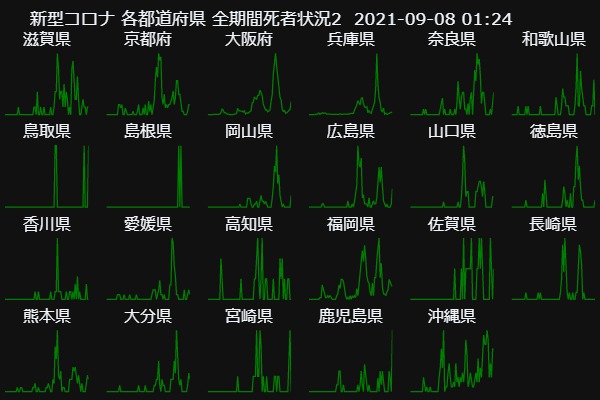 新型コロナ 各都道府県 全期間死者状況2 2021-09-08 01:24
滋賀県 京都府 大阪府 兵庫県 奈良県 和歌山県
鳥取県 島根県 岡山県 広島県 山口県 徳島県
香川県 愛媛県 高知県 福岡県 佐賀県 長崎県
熊本県 大分県 宮崎県 鹿児島県 沖縄県